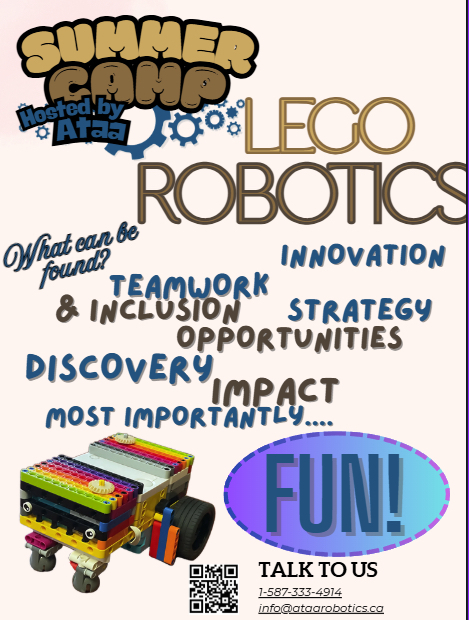 SUMMER
CAMP
Hosted by
Ataa
LEGO
ROBOTICS
What can be
found?
INNOVATION
TEAMWORK
& INCLUSION
STRATEGY
OPPORTUNITIES
DISCOVERY
IMPACT
MOST IMPORTANTLY....
FUN!
TALK TO US
1-587-333-4914
info@ataarobotics.ca